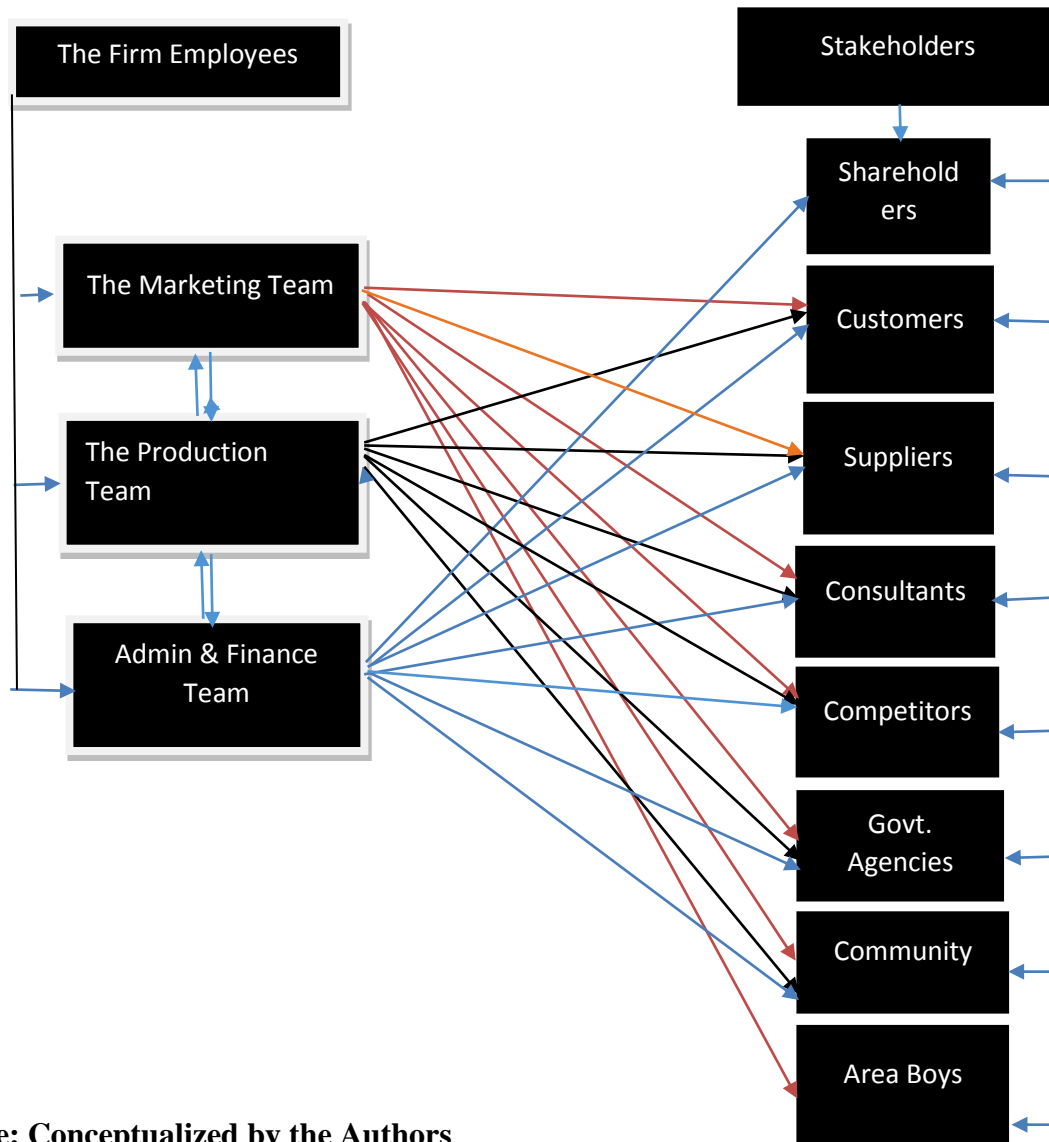 The Firm Employees
Stakeholders
Sharehold
ers
The Marketing Team
Customers
The Production
Team
Suppliers
Consultants
Admin & Finance
Team
Competitors
Govt.
Agencies
Community
Area Boys
e: Conceptualized by the Authors